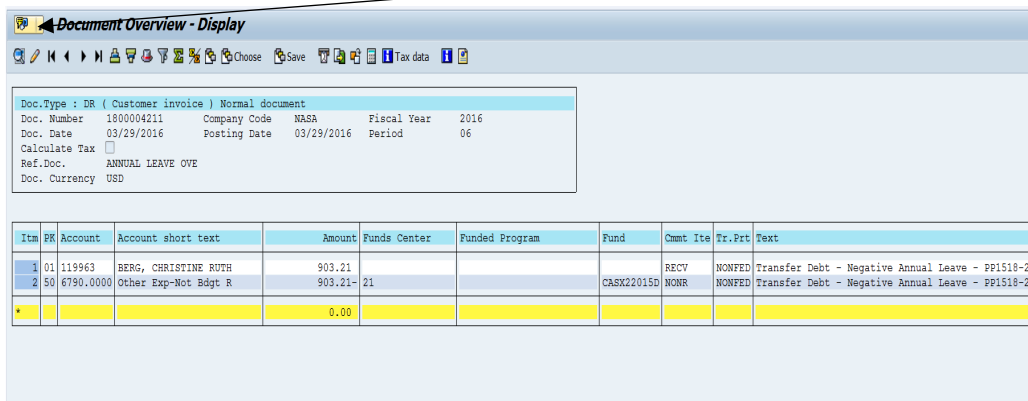 Document Overview - Display
Choose Save Tax data
Doc.Type : DR ( Customer invoice ) Normal document
Doc. Number 1800004211 Company Code NASA Fiscal Year 2016
Doc. Date 03/29/2016 Posting Date 03/29/2016 Period 06
Calculate Tax
Ref.Doc. ANNUAL LEAVE OVE
Doc. Currency USD
Itm PK Account Account short text Amount Funds Center Funded Program Fund Cmmt Ite Tr.Prt Text
1 01 119963 BERG, CHRISTINE RUTH 903.21 RECV NONFED Transfer Debt - Negative Annual Leave - PP1518-2
2 50 6790.0000 Other Exp-Not Bdgt R 903.21- 21 CASX22015D NONR NONFED Transfer Debt - Negative Annual Leave - PP1518-2
* 0.00